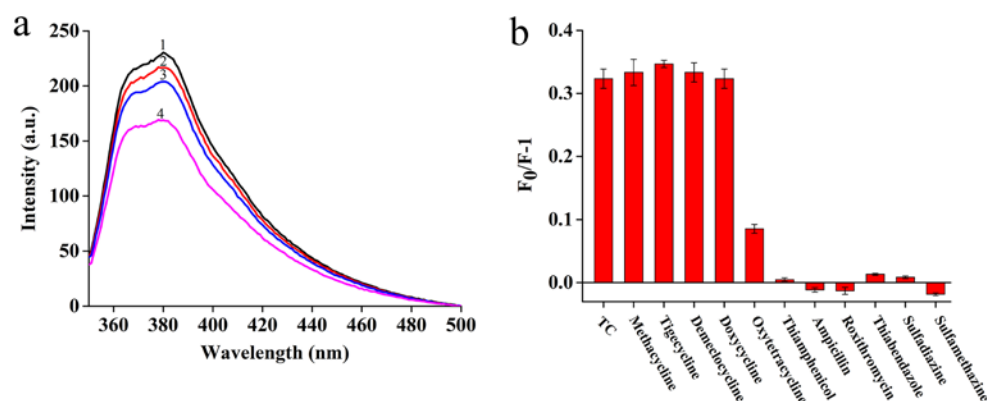 a
250
200
150
100
50
0
Intensity (a.u.)
1
2
3
4
360 380 400 420 440 460 480 500
Wavelength (nm)
b
0.4
0.3
0.2
0.1
0.0
F0/F-1
TC
Methacycline
Tigecycline
Demeclocycline
Doxycycline
Oxytetracycline
Thiamphenicol
Ampicillin
Roxithromycin
Thiabendazole
Sulfadiazine
Sulfamethazine